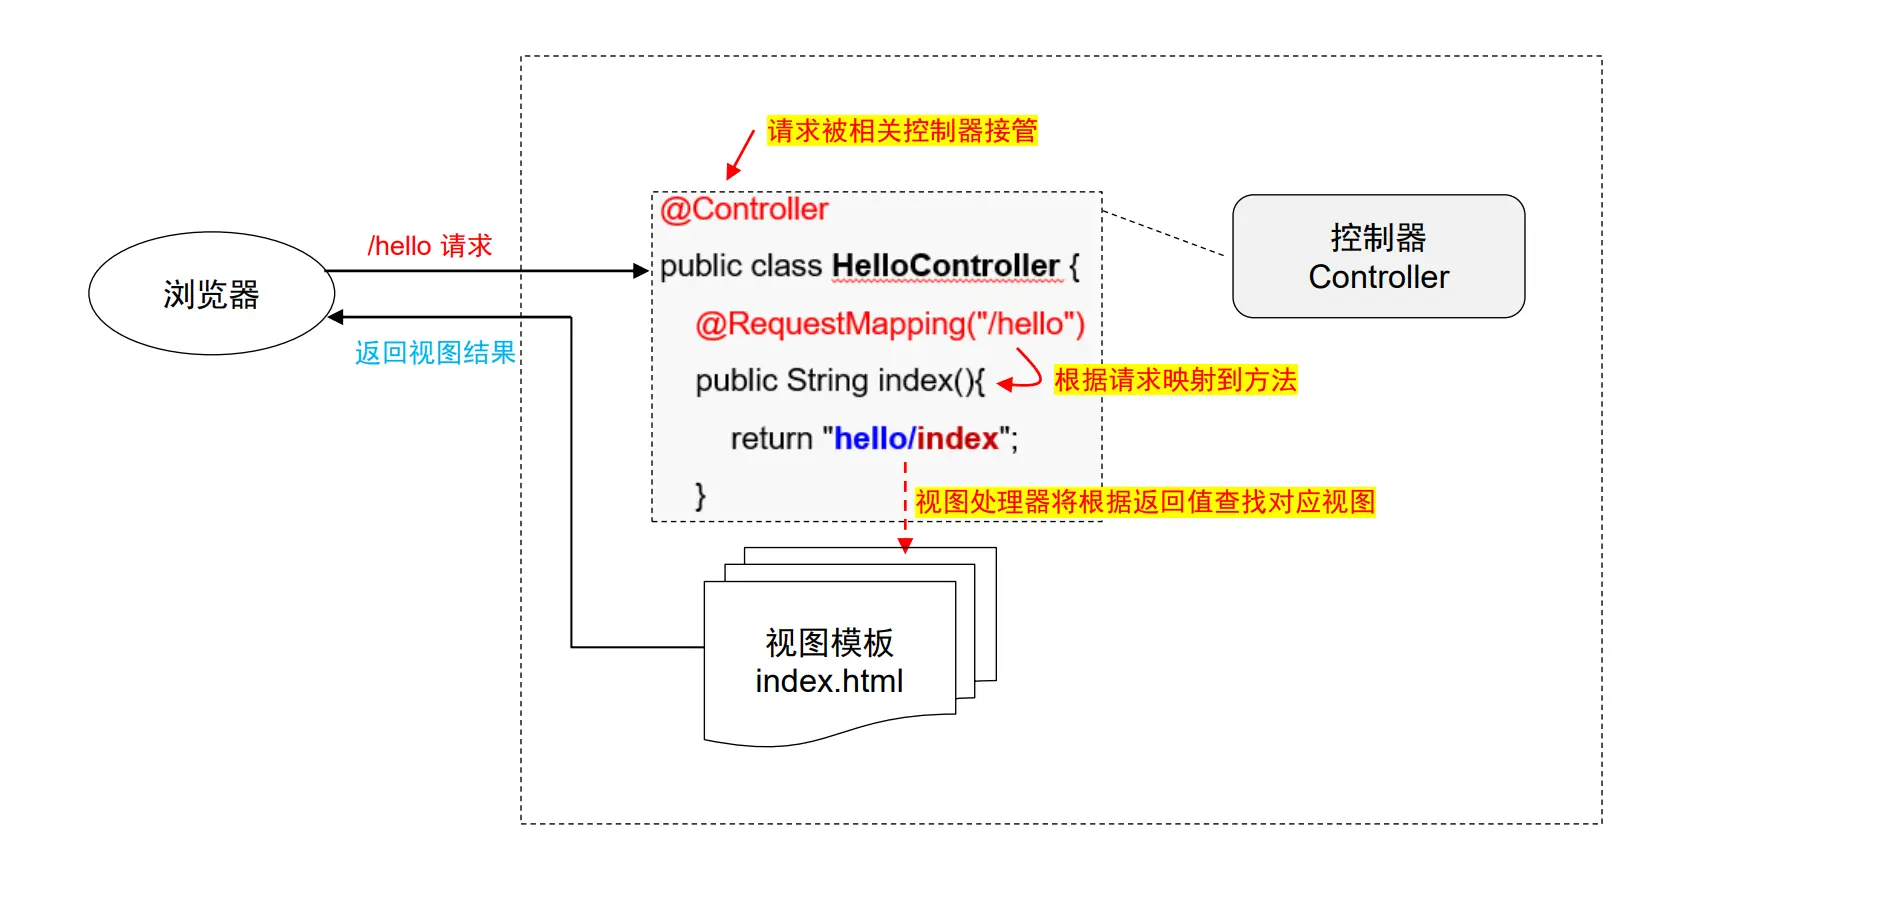 请求被相关控制器接管
@Controller
public class HelloController {
@RequestMapping("/hello")
public String index(){
return "hello/index";
}
控制器
Controller
/hello 请求
浏览器
返回视图结果
根据请求映射到方法
视图处理器将根据返回值查找对应视图
视图模板
index.html